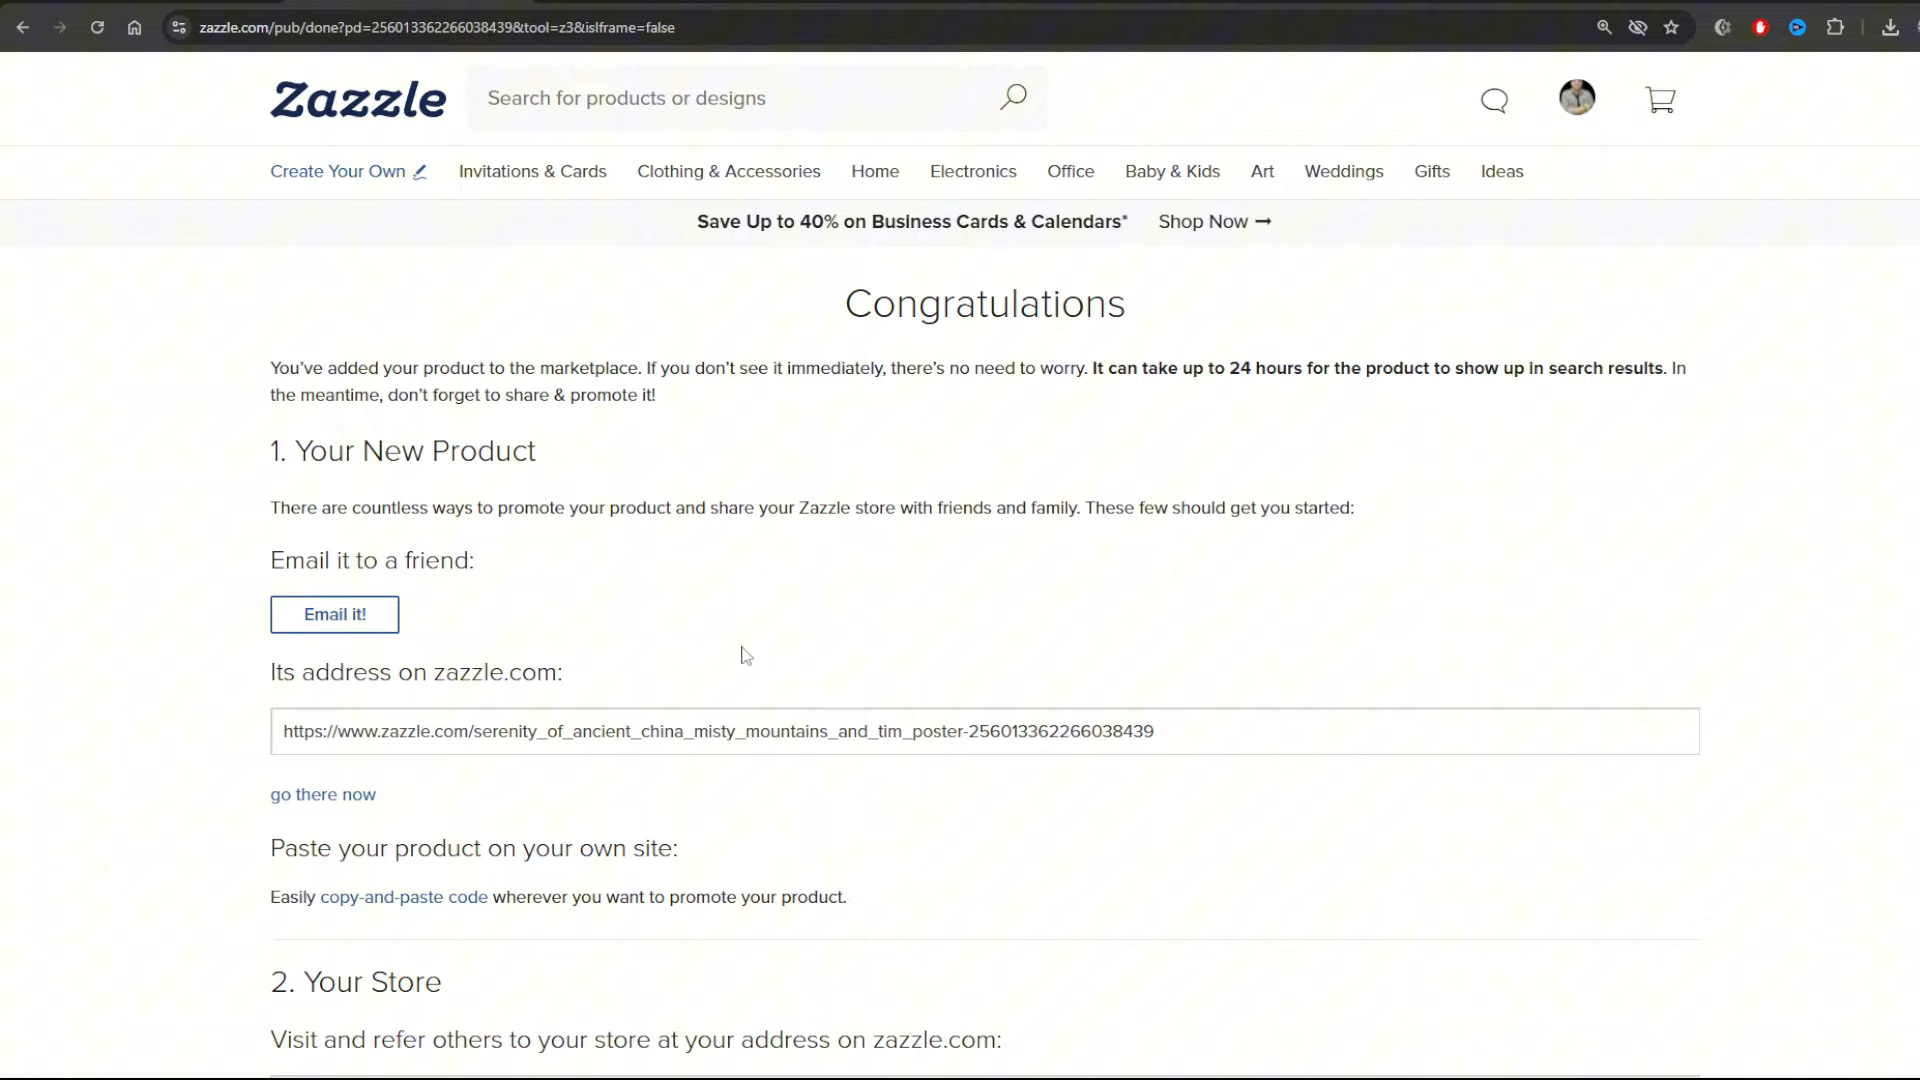 zazzle.com/pub/done?pd=256013362266038439&tool=z3&isIframe=false
Zazzle
Search for products or designs
Create Your Own Invitations & Cards Clothing & Accessories Home Electronics Office Baby & Kids Art Weddings Gifts Ideas
Save Up to 40% on Business Cards & Calendars* Shop Now →
Congratulations
You've added your product to the marketplace. If you don't see it immediately, there's no need to worry. It can take up to 24 hours for the product to show up in search results. In
the meantime, don't forget to share & promote it!
1. Your New Product
There are countless ways to promote your product and share your Zazzle store with friends and family. These few should get you started:
Email it to a friend:
Email it!
Its address on zazzle.com:
https://www.zazzle.com/serenity_of_ancient_china_misty_mountains_and_tim_poster-256013362266038439
go there now
Paste your product on your own site:
Easily copy-and-paste code wherever you want to promote your product.
2. Your Store
Visit and refer others to your store at your address on zazzle.com: